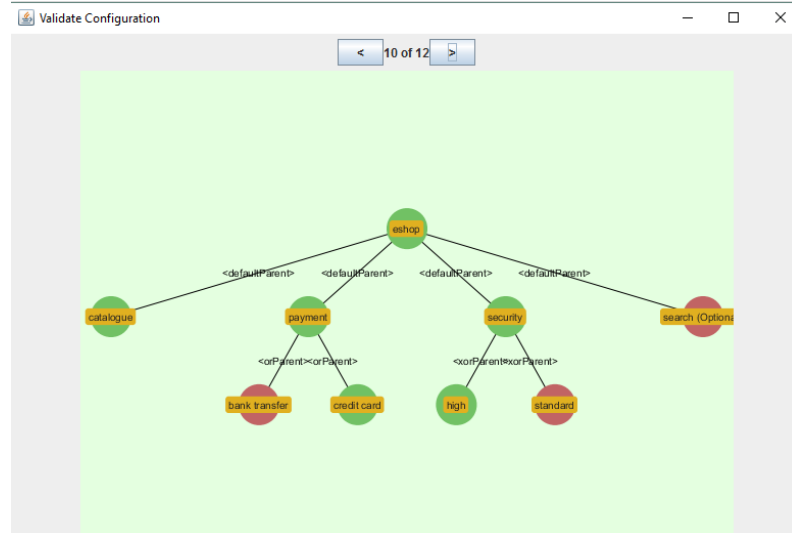 Validate Configuration
< 10 of 12 >
eshop
<defaultParent> <defaultParent> <defaultParent> <defaultParent>
catalogue payment security search (Optiona
<orParent> <orParent> <xorParent> <xorParent>
bank transfer credit card high standard